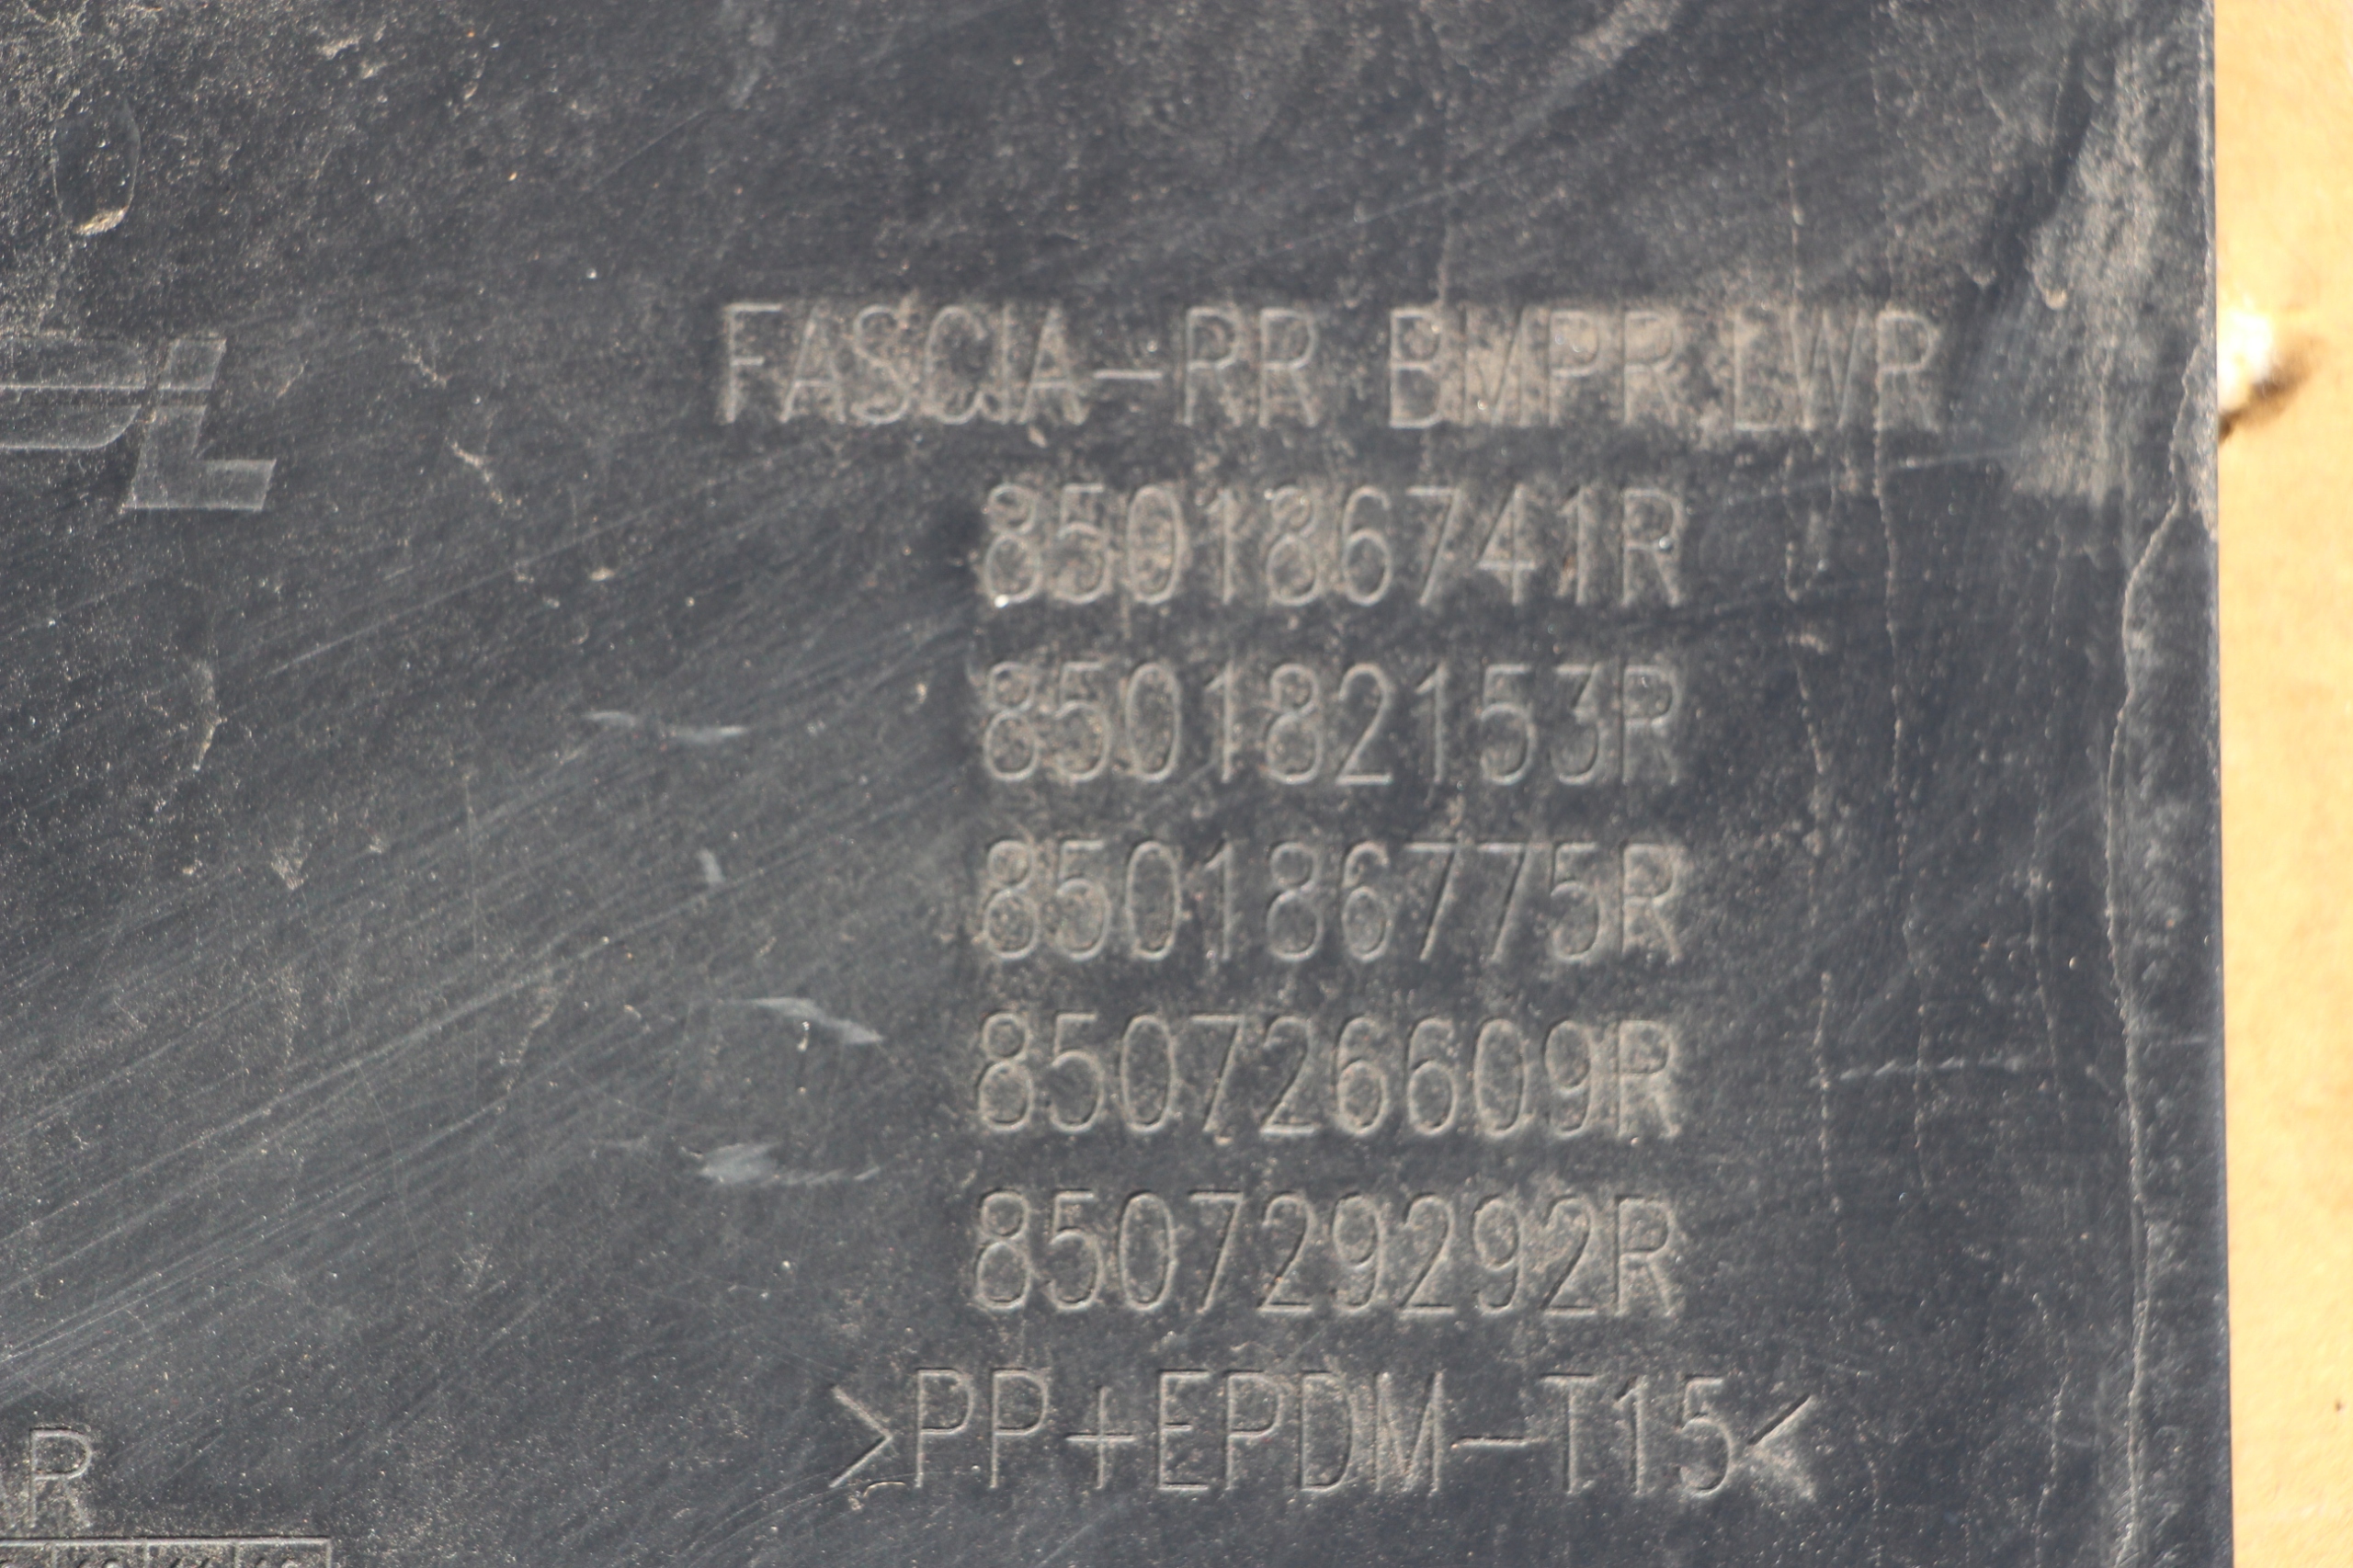 FASCIA-RR BMPR LWR
850186741R
850182153R
850186775R
850726609R
850729292R
>PP+EPDM-T15<
R